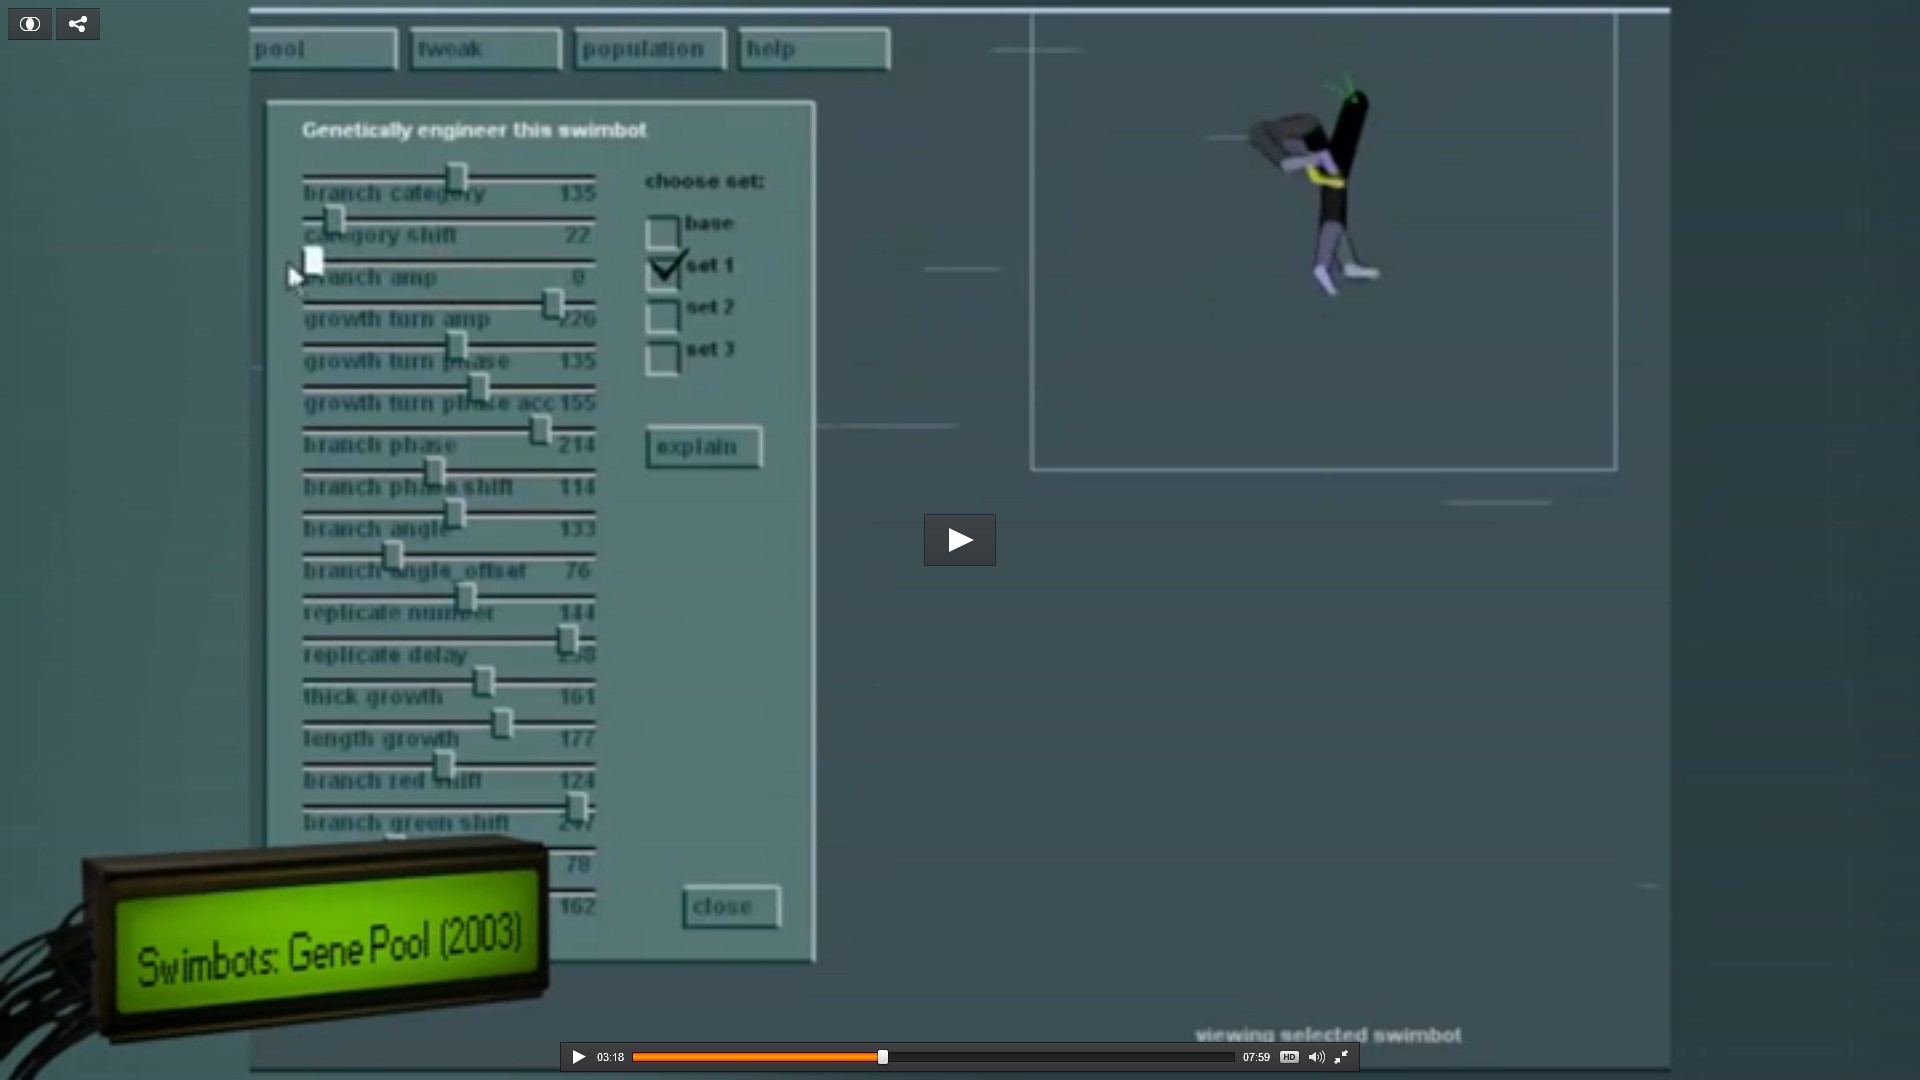 pool
tweak
population
help
Genetically engineer this swimbot
branch category 135
category shift 22
branch amp 0
growth turn amp 226
growth turn phase 135
growth turn phase acc 155
branch phase 214
branch phase shift 114
branch angle 133
branch angle_offset 76
replicate number 144
replicate delay
thick growth 161
length growth 177
branch red shift 124
branch green shift 247
78
162
choose set:
base
set 1
set 2
set 3
explain
close
Swimbots: Gene Pool (2003)
viewing selected swimbot
03:18
07:59
HD